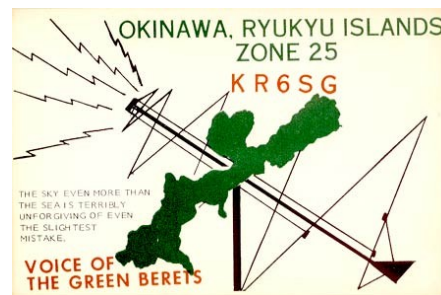 OKINAWA, RYUKYU ISLANDS
ZONE 25
KR6SG
THE SKY EVEN MORE THAN
THE SEA IS TERRIBLY
UNFORGIVING OF EVEN
THE SLIGHTEST
MISTAKE.
VOICE OF
THE GREEN BERETS